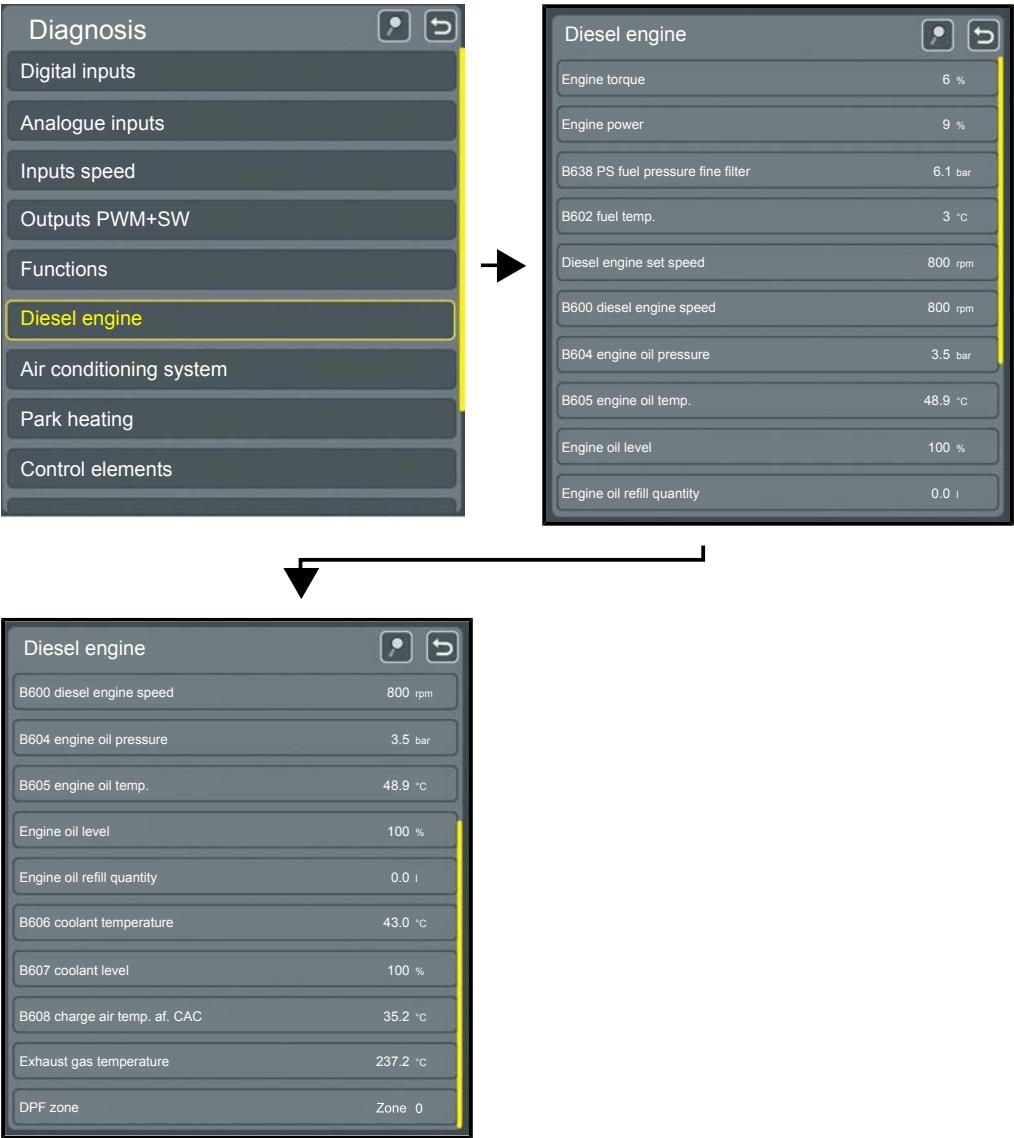 Diagnosis
Digital inputs
Analogue inputs
Inputs speed
Outputs PWM+SW
Functions
Diesel engine
Air conditioning system
Park heating
Control elements
Diesel engine
Engine torque 6 %
Engine power 9 %
B638 PS fuel pressure fine filter 6.1 bar
B602 fuel temp. 3 °C
Diesel engine set speed 800 rpm
B600 diesel engine speed 800 rpm
B604 engine oil pressure 3.5 bar
B605 engine oil temp. 48.9 °C
Engine oil level 100 %
Engine oil refill quantity 0.0 l
Diesel engine
B600 diesel engine speed 800 rpm
B604 engine oil pressure 3.5 bar
B605 engine oil temp. 48.9 °C
Engine oil level 100 %
Engine oil refill quantity 0.0 l
B606 coolant temperature 43.0 °C
B607 coolant level 100 %
B608 charge air temp. af. CAC 35.2 °C
Exhaust gas temperature 237.2 °C
DPF zone Zone 0